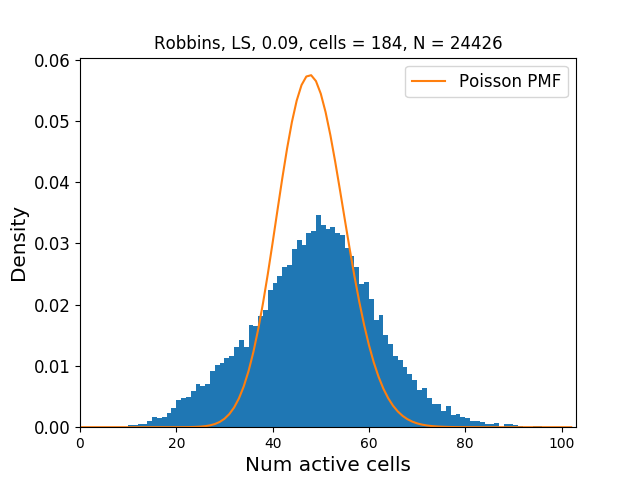 Robbins, LS, 0.09, cells = 184, N = 24426
Poisson PMF
0.06
0.05
0.04
0.03
0.02
0.01
0.00
Density
0 20 40 60 80 100
Num active cells